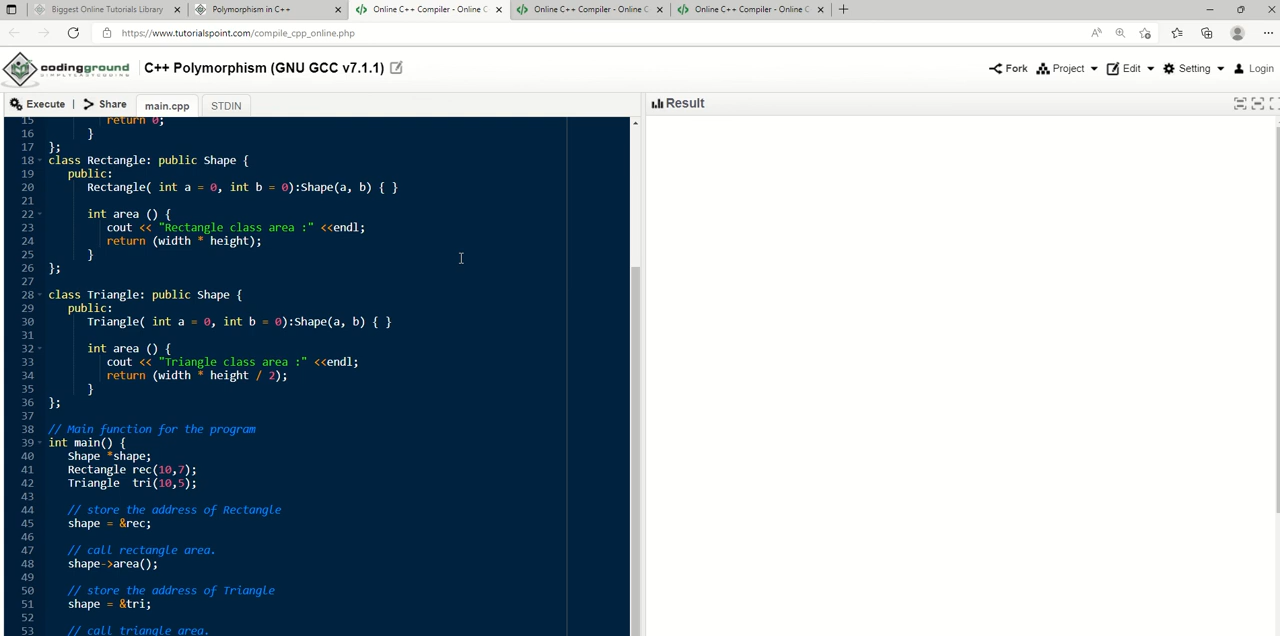 Biggest Online Tutorials Library
Polymorphism in C++
Online C++ Compiler - Online C
Online C++ Compiler - Online C
Online C++ Compiler - Online C
https://www.tutorialspoint.com/compile_cpp_online.php
codingground
SIMPLYEASYCODING
C++ Polymorphism (GNU GCC v7.1.1)
Fork
Project
Edit
Setting
Login
Execute | Share
main.cpp
STDIN
Result
15 return 0;
16 }
17 };
18 class Rectangle: public Shape {
19 public:
20 Rectangle( int a = 0, int b = 0):Shape(a, b) { }
21
22 int area () {
23 cout << "Rectangle class area :" <<endl;
24 return (width * height);
25 }
26 };
27
28 class Triangle: public Shape {
29 public:
30 Triangle( int a = 0, int b = 0):Shape(a, b) { }
31
32 int area () {
33 cout << "Triangle class area :" <<endl;
34 return (width * height / 2);
35 }
36 };
37
38 // Main function for the program
39 int main() {
40 Shape *shape;
41 Rectangle rec(10,7);
42 Triangle  tri(10,5);
43
44 // store the address of Rectangle
45 shape = &rec;
46
47 // call rectangle area.
48 shape->area();
49
50 // store the address of Triangle
51 shape = &tri;
52
53 // call triangle area.